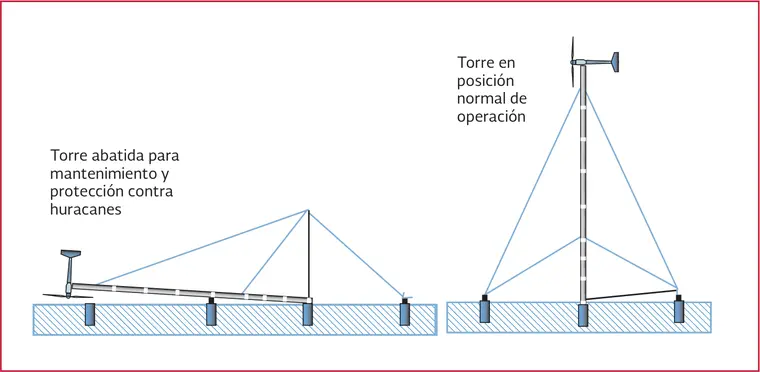 Torre abatida para
mantenimiento y
protección contra
huracanes
Torre en
posición
normal de
operación